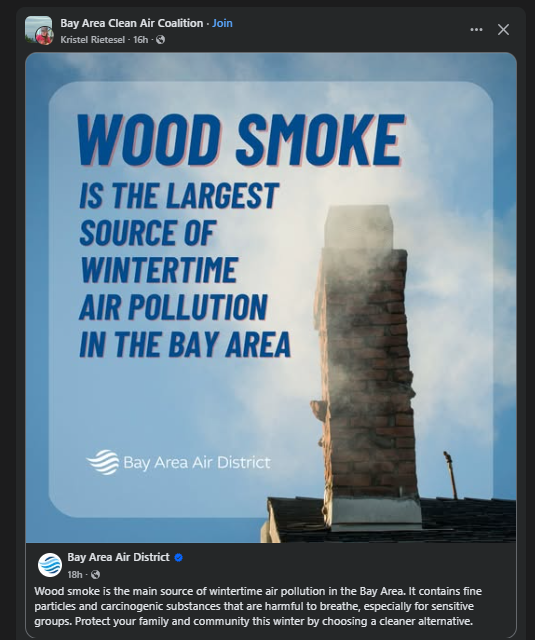 Bay Area Clean Air Coalition · Join
Kristel Rietesel · 16h ·
WOOD SMOKE
IS THE LARGEST
SOURCE OF
WINTERTIME
AIR POLLUTION
IN THE BAY AREA
Bay Area Air District
Bay Area Air District
18h ·
Wood smoke is the main source of wintertime air pollution in the Bay Area. It contains fine
particles and carcinogenic substances that are harmful to breathe, especially for sensitive
groups. Protect your family and community this winter by choosing a cleaner alternative.